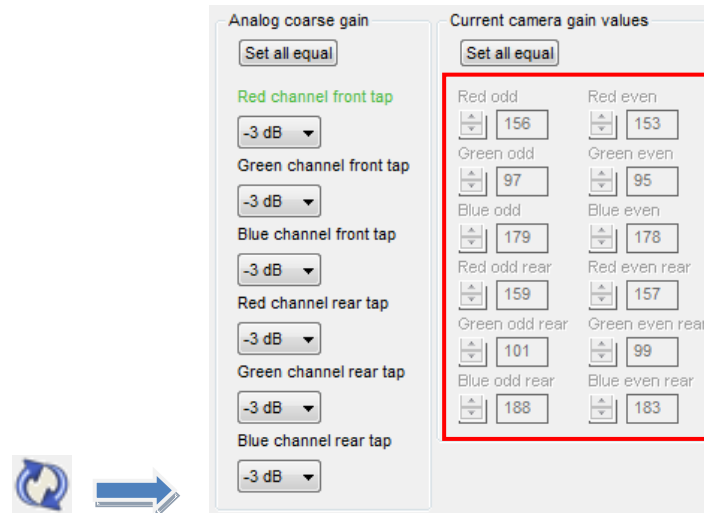 Analog coarse gain
Set all equal
Red channel front tap
-3 dB
Green channel front tap
-3 dB
Blue channel front tap
-3 dB
Red channel rear tap
-3 dB
Green channel rear tap
-3 dB
Blue channel rear tap
-3 dB
Current camera gain values
Set all equal
Red odd Red even
156 153
Green odd Green even
97 95
Blue odd Blue even
179 178
Red odd rear Red even rear
159 157
Green odd rear Green even rear
101 99
Blue odd rear Blue even rear
188 183